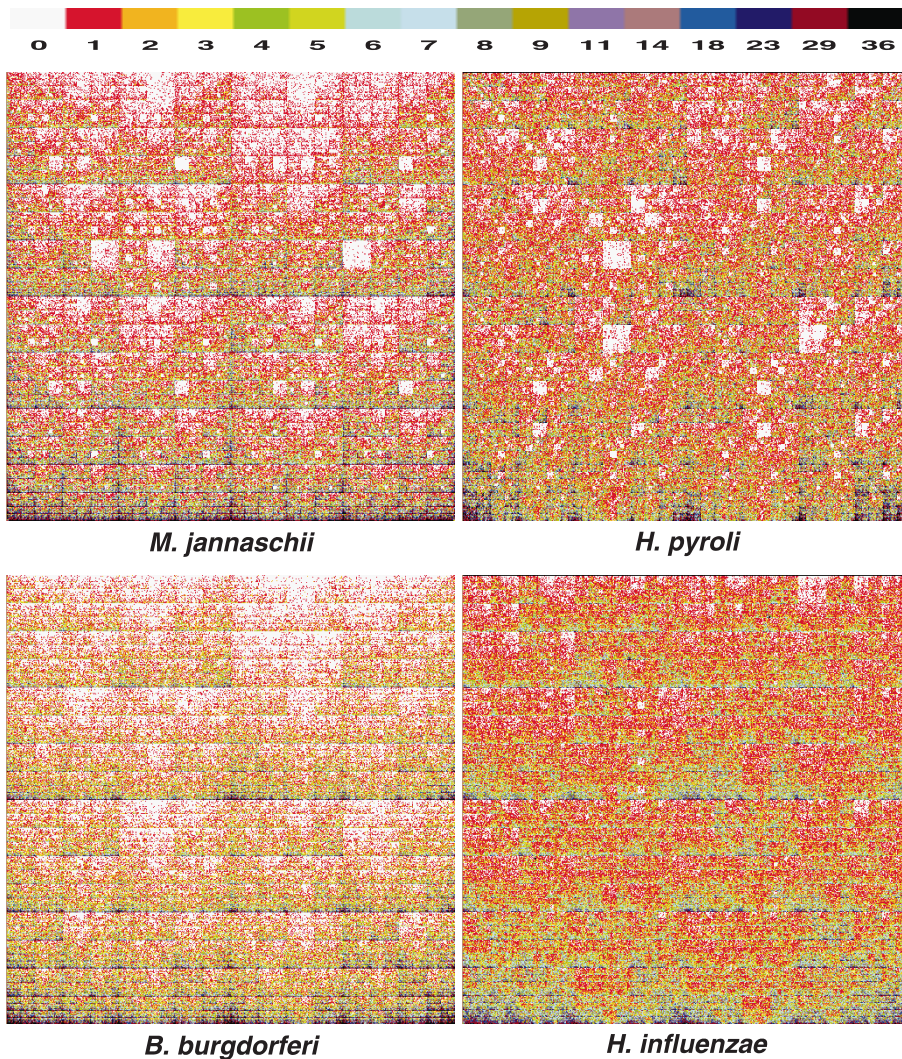 0 1 2 3 4 5 6 7 8 9 11 14 18 23 29 36
M. jannaschii H. pyroli
B. burgdorferi H. influenzae